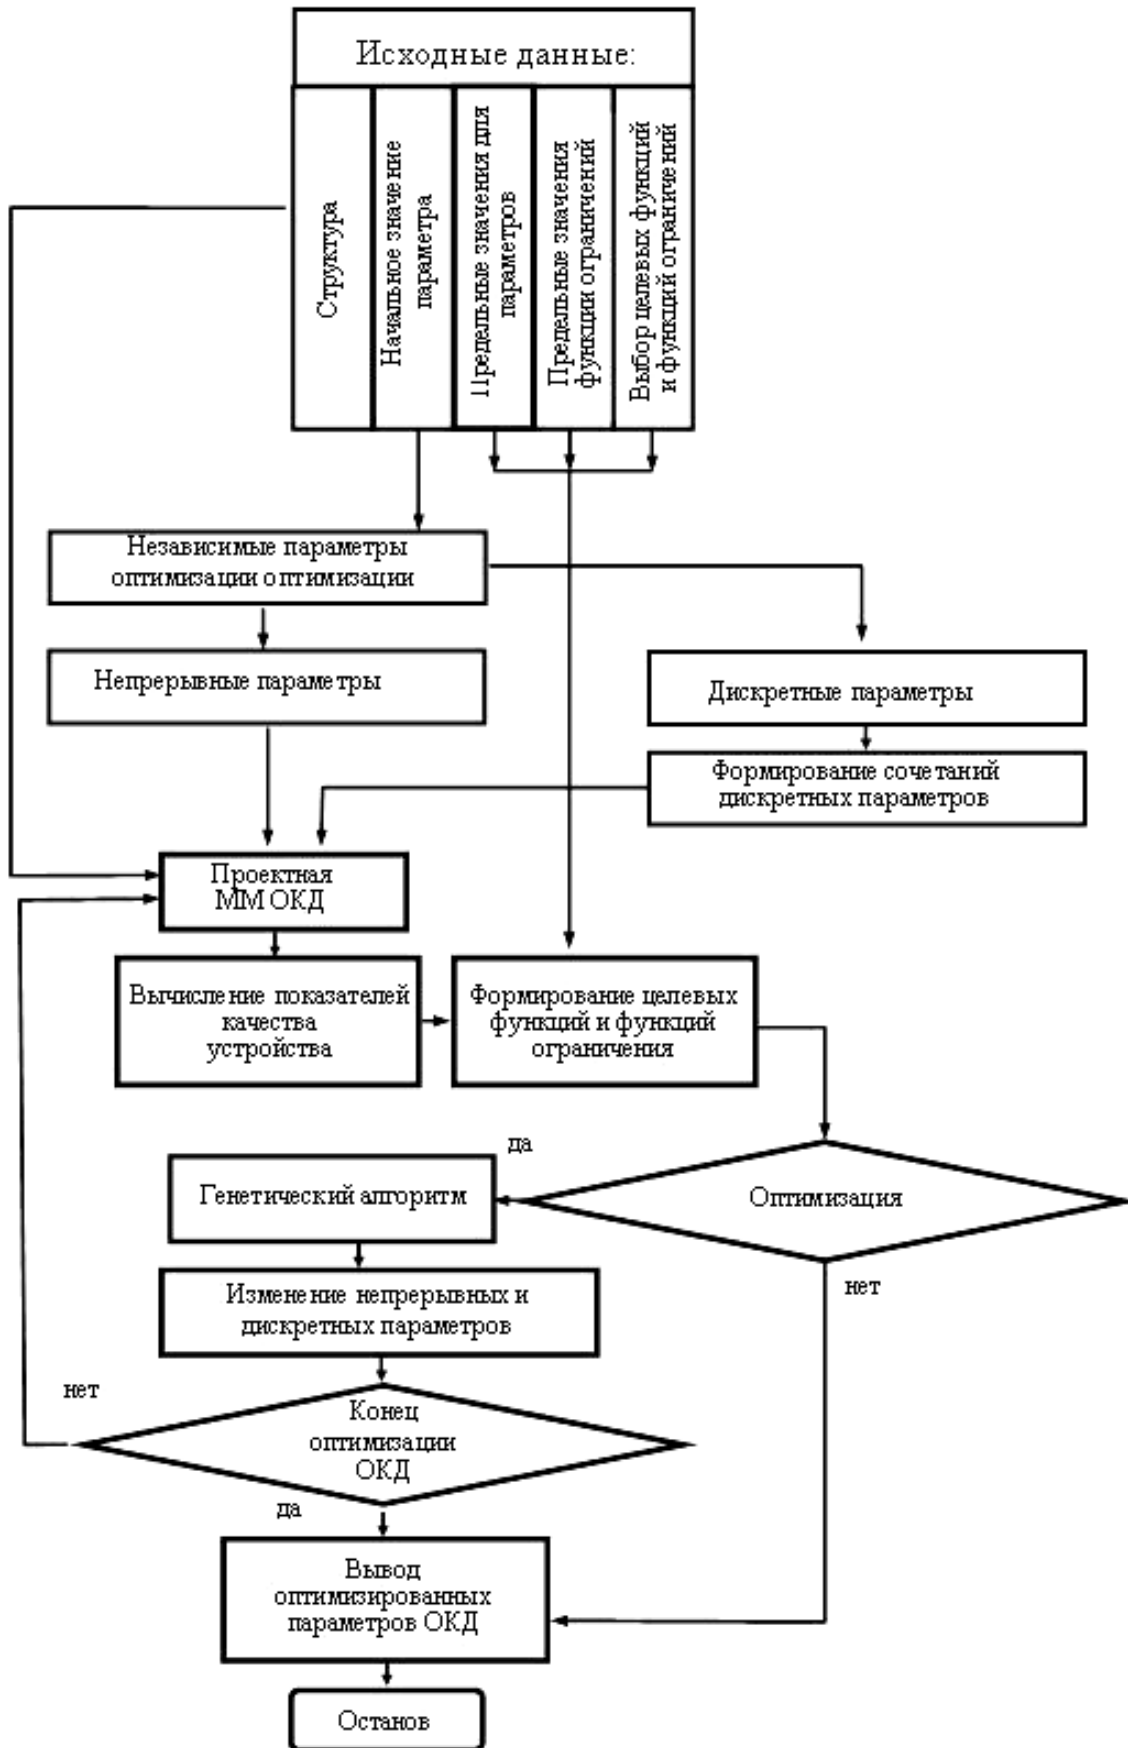 Исходные данные:
Структура
Начальное значение
параметра
Предельные значения для
параметров
Предельные значения
функции ограничений
Выбор целевых функций
и функций ограничения
Независимые параметры
оптимизации оптимизации
Непрерывные параметры
Дискретные параметры
Формирование сочетаний
дискретных параметров
Проектная
ММ ОКД
Вычисление показателей
качества
устройства
Формирование целевых
функций и функций
ограничения
да
Оптимизация
Генетический алгоритм
нет
Изменение непрерывных и
дискретных параметров
нет
Конец
оптимизации
ОКД
да
Вывод
оптимизированных
параметров ОКД
Останов